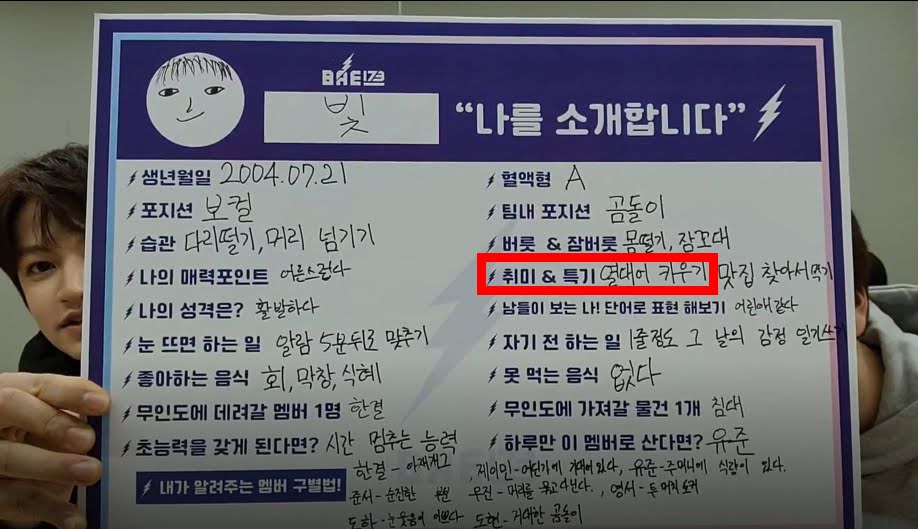 BAE173
빛
“나를 소개합니다”
생년월일 2004.07.21
혈액형 A
포지션 보컬
팀내 포지션 곰돌이
습관 다리떨기, 머리 넘기기
버릇 & 잠버릇 몸떨기, 잠꼬대
나의 매력포인트 어른스럽다
취미 & 특기 열대어 키우기 맛집 찾아서 먹기
나의 성격은? 활발하다
남들이 보는 나! 단어로 표현 해보기 어린애같다
눈 뜨면 하는 일 알람 5분뒤로 맞추기
자기 전 하는 일 1줄정도 그 날의 감정 일기쓰기
좋아하는 음식 회, 막창, 식혜
못 먹는 음식 없다
무인도에 데려갈 멤버 1명 한결
무인도에 가져갈 물건 1개 침대
초능력을 갖게 된다면? 시간 멈추는 능력
하루만 이 멤버로 산다면? 유준
내가 알려주는 멤버 구별법!
한결 - 아재개그, 제이민 - 어딘가에 기대어있다, 유준 - 주머니에 식량이 있다.
준서 - 순진한 무진 - 머리를 묶고다닌다., 영서 - 투머치토커
도하 - 눈웃음이 이쁘다 도현 - 거대한 곰돌이